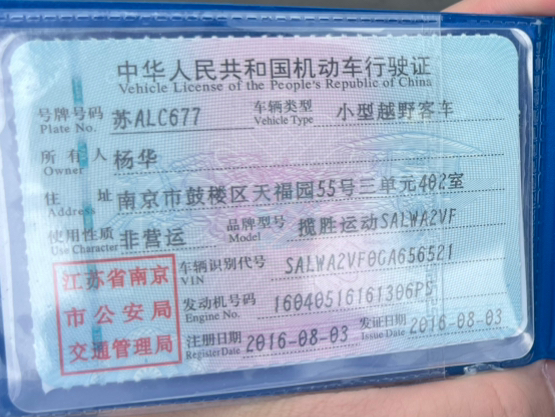 中华人民共和国机动车行驶证
Vehicle License of the People's Republic of China
号牌号码 苏ALC677 车辆类型 小型越野客车
Plate No. Vehicle Type
所有人 杨华
Owner
住址 南京市鼓楼区天福园55号三单元402室
Address
使用性质 非营运 品牌型号 揽胜运动SALWA2VF
Use Character Model
江苏省南京
市公安局
交通管理局
车辆识别代号 SALWA2VF0GA656521
VIN
发动机号码 16040516161306PS
Engine No.
注册日期 2016-08-03 发证日期 2016-08-03
Register Date Issue Date